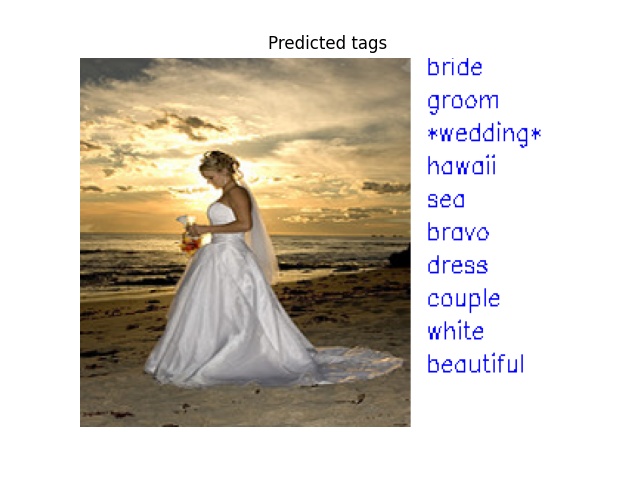 Predicted tags
bride
groom
*wedding*
hawaii
sea
bravo
dress
couple
white
beautiful